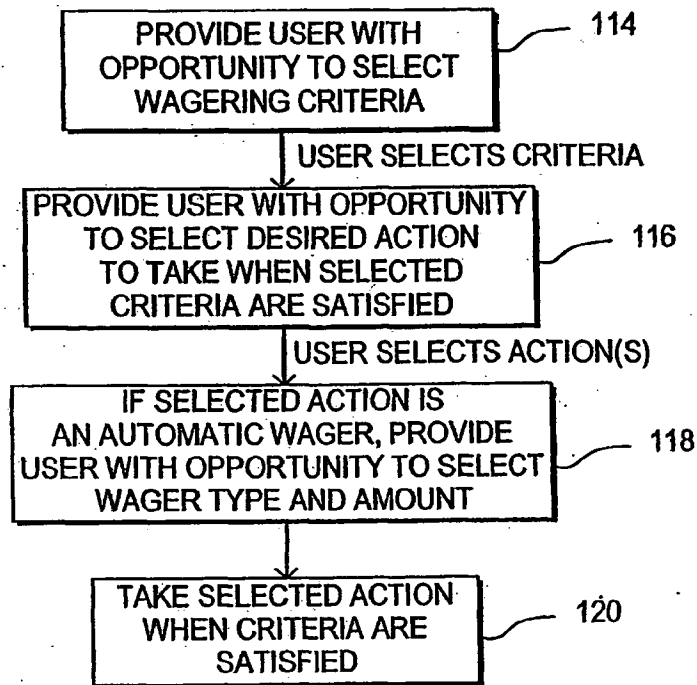 PROVIDE USER WITH
OPPORTUNITY TO SELECT
WAGERING CRITERIA
114
USER SELECTS CRITERIA
PROVIDE USER WITH OPPORTUNITY
TO SELECT DESIRED ACTION
TO TAKE WHEN SELECTED
CRITERIA ARE SATISFIED
116
USER SELECTS ACTION(S)
IF SELECTED ACTION IS
AN AUTOMATIC WAGER, PROVIDE
USER WITH OPPORTUNITY TO SELECT
WAGER TYPE AND AMOUNT
118
TAKE SELECTED ACTION
WHEN CRITERIA ARE
SATISFIED
120